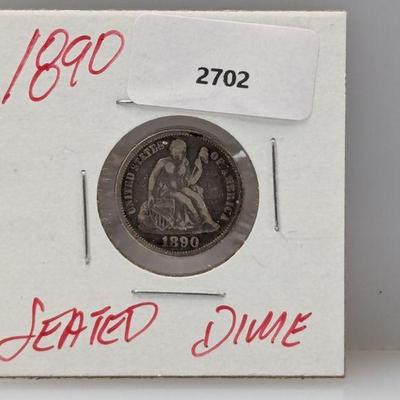 1890
2702
UNITED STATES OF AMERICA
1890
SEATED DIME